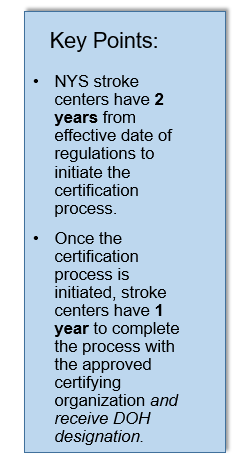 Key Points:
• NYS stroke
centers have 2
years from
effective date of
regulations to
initiate the
certification
process.
• Once the
certification
process is
initiated, stroke
centers have 1
year to complete
the process with
the approved
certifying
organization and
receive DOH
designation.